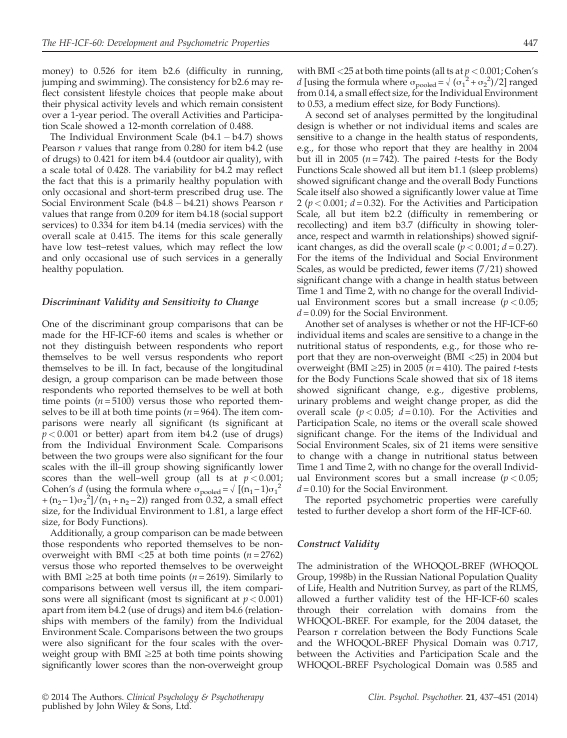 The HF-ICF-60: Development and Psychometric Properties 447
money) to 0.526 for item b2.6 (difficulty in running,
jumping and swimming). The consistency for b2.6 may re-
flect consistent lifestyle choices that people make about
their physical activity levels and which remain consistent
over a 1-year period. The overall Activities and Participa-
tion Scale showed a 12-month correlation of 0.488.
The Individual Environment Scale (b4.1 – b4.7) shows
Pearson r values that range from 0.280 for item b4.2 (use
of drugs) to 0.421 for item b4.4 (outdoor air quality), with
a scale total of 0.428. The variability for b4.2 may reflect
the fact that this is a primarily healthy population with
only occasional and short-term prescribed drug use. The
Social Environment Scale (b4.8 – b4.21) shows Pearson r
values that range from 0.209 for item b4.18 (social support
services) to 0.334 for item b4.14 (media services) with the
overall scale at 0.415. The items for this scale generally
have low test–retest values, which may reflect the low
and only occasional use of such services in a generally
healthy population.
Discriminant Validity and Sensitivity to Change
One of the discriminant group comparisons that can be
made for the HF-ICF-60 items and scales is whether or
not they distinguish between respondents who report
themselves to be well versus respondents who report
themselves to be ill. In fact, because of the longitudinal
design, a group comparison can be made between those
respondents who reported themselves to be well at both
time points (n = 5100) versus those who reported them-
selves to be ill at both time points (n = 964). The item com-
parisons were nearly all significant (ts significant at
p < 0.001 or better) apart from item b4.2 (use of drugs)
from the Individual Environment Scale. Comparisons
between the two groups were also significant for the four
scales with the ill–ill group showing significantly lower
scores than the well–well group (all ts at p < 0.001;
Cohen's d (using the formula where σpooled = √ [(n1 − 1)σ1²
+ (n2 − 1)σ2²]/(n1 + n2 − 2)) ranged from 0.32, a small effect
size, for the Individual Environment to 1.81, a large effect
size, for Body Functions).
Additionally, a group comparison can be made between
those respondents who reported themselves to be non-
overweight with BMI <25 at both time points (n = 2762)
versus those who reported themselves to be overweight
with BMI ≥25 at both time points (n = 2619). Similarly to
comparisons between well versus ill, the item compari-
sons were all significant (most ts significant at p < 0.001)
apart from item b4.2 (use of drugs) and item b4.6 (relation-
ships with members of the family) from the Individual
Environment Scale. Comparisons between the two groups
were also significant for the four scales with the over-
weight group with BMI ≥25 at both time points showing
significantly lower scores than the non-overweight group
with BMI <25 at both time points (all ts at p < 0.001; Cohen's
d [using the formula where σpooled = √ (σ1² + σ2²)/2] ranged
from 0.14, a small effect size, for the Individual Environment
to 0.53, a medium effect size, for Body Functions).
A second set of analyses permitted by the longitudinal
design is whether or not individual items and scales are
sensitive to a change in the health status of respondents,
e.g., for those who report that they are healthy in 2004
but ill in 2005 (n = 742). The paired t-tests for the Body
Functions Scale showed all but item b1.1 (sleep problems)
showed significant change and the overall Body Functions
Scale itself also showed a significantly lower value at Time
2 (p < 0.001; d = 0.32). For the Activities and Participation
Scale, all but item b2.2 (difficulty in remembering or
recollecting) and item b3.7 (difficulty in showing toler-
ance, respect and warmth in relationships) showed signif-
icant changes, as did the overall scale (p < 0.001; d = 0.27).
For the items of the Individual and Social Environment
Scales, as would be predicted, fewer items (7/21) showed
significant change with a change in health status between
Time 1 and Time 2, with no change for the overall Individ-
ual Environment scores but a small increase (p < 0.05;
d = 0.09) for the Social Environment.
Another set of analyses is whether or not the HF-ICF-60
individual items and scales are sensitive to a change in the
nutritional status of respondents, e.g., for those who re-
port that they are non-overweight (BMI <25) in 2004 but
overweight (BMI ≥25) in 2005 (n = 410). The paired t-tests
for the Body Functions Scale showed that six of 18 items
showed significant change, e.g., digestive problems,
urinary problems and weight change proper, as did the
overall scale (p < 0.05; d = 0.10). For the Activities and
Participation Scale, no items or the overall scale showed
significant change. For the items of the Individual and
Social Environment Scales, six of 21 items were sensitive
to change with a change in nutritional status between
Time 1 and Time 2, with no change for the overall Individ-
ual Environment scores but a small increase (p < 0.05;
d = 0.10) for the Social Environment.
The reported psychometric properties were carefully
tested to further develop a short form of the HF-ICF-60.
Construct Validity
The administration of the WHOQOL-BREF (WHOQOL
Group, 1998b) in the Russian National Population Quality
of Life, Health and Nutrition Survey, as part of the RLMS,
allowed a further validity test of the HF-ICF-60 scales
through their correlation with domains from the
WHOQOL-BREF. For example, for the 2004 dataset, the
Pearson r correlation between the Body Functions Scale
and the WHOQOL-BREF Physical Domain was 0.717,
between the Activities and Participation Scale and the
WHOQOL-BREF Psychological Domain was 0.585 and
© 2014 The Authors. Clinical Psychology & Psychotherapy
published by John Wiley & Sons, Ltd.
Clin. Psychol. Psychother. 21, 437–451 (2014)